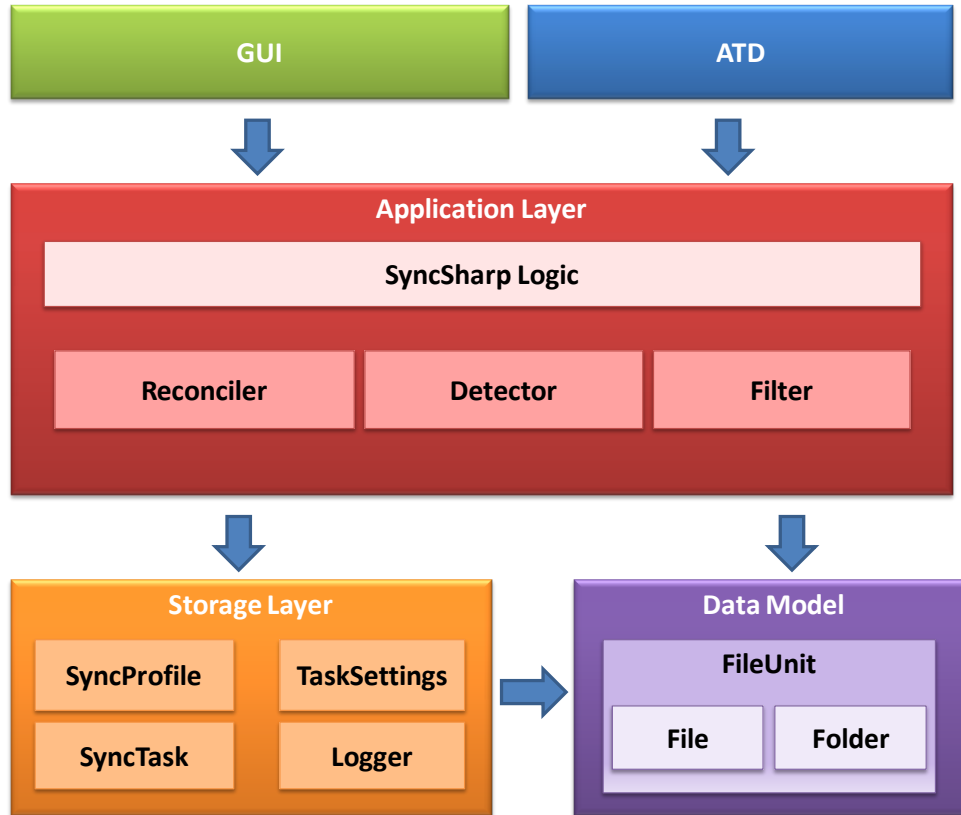 GUI
ATD
Application Layer
SyncSharp Logic
Reconciler
Detector
Filter
Storage Layer
SyncProfile
TaskSettings
SyncTask
Logger
Data Model
FileUnit
File
Folder